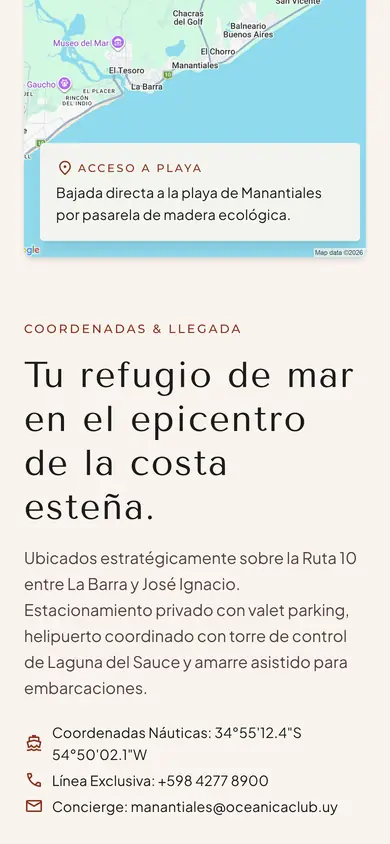 San Vicente
Chacras
del Golf
Balneario
Buenos Aires
Museo del Mar
El Chorro
El Tesoro
Manantiales
10
Gaucho
EL PLACER
La Barra
RINCÓN
DEL INDIO
10
ACCESO A PLAYA
Bajada directa a la playa de Manantiales
por pasarela de madera ecológica.
gle
Map data ©2026
COORDENADAS & LLEGADA
Tu refugio de mar
en el epicentro
de la costa
esteña.
Ubicados estratégicamente sobre la Ruta 10
entre La Barra y José Ignacio.
Estacionamiento privado con valet parking,
helipuerto coordinado con torre de control
de Laguna del Sauce y amarre asistido para
embarcaciones.
Coordenadas Náuticas: 34°55'12.4"S
54°50'02.1"W
Línea Exclusiva: +598 4277 8900
Concierge: manantiales@oceanicaclub.uy